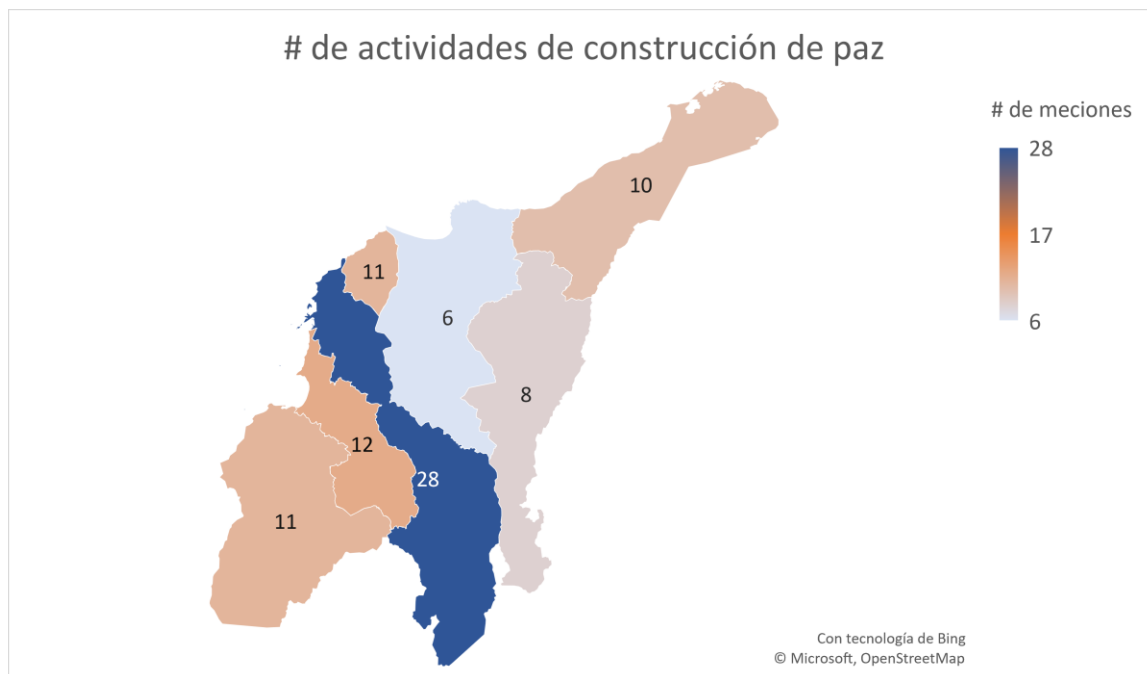 # de actividades de construcción de paz
# de meciones
28
17
6
10
11
6
8
12
28
11
Con tecnología de Bing
© Microsoft, OpenStreetMap